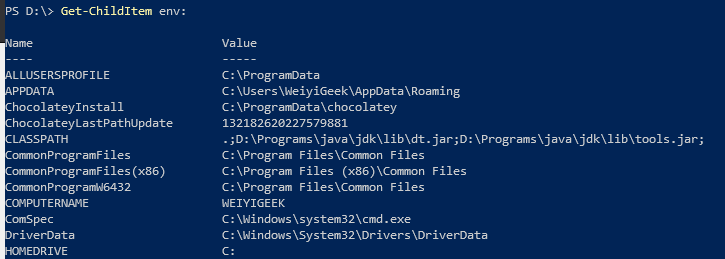 PS D:\> Get-ChildItem env:
Name Value
---- -----
ALLUSERSPROFILE C:\ProgramData
APPDATA C:\Users\WeiyiGeek\AppData\Roaming
ChocolateyInstall C:\ProgramData\chocolatey
ChocolateyLastPathUpdate 132182620227579881
CLASSPATH .;D:\Programs\java\jdk\lib\dt.jar;D:\Programs\java\jdk\lib\tools.jar;
CommonProgramFiles C:\Program Files\Common Files
CommonProgramFiles(x86) C:\Program Files (x86)\Common Files
CommonProgramW6432 C:\Program Files\Common Files
COMPUTERNAME WEIYIGEEK
ComSpec C:\Windows\system32\cmd.exe
DriverData C:\Windows\System32\Drivers\DriverData
HOMEDRIVE C: